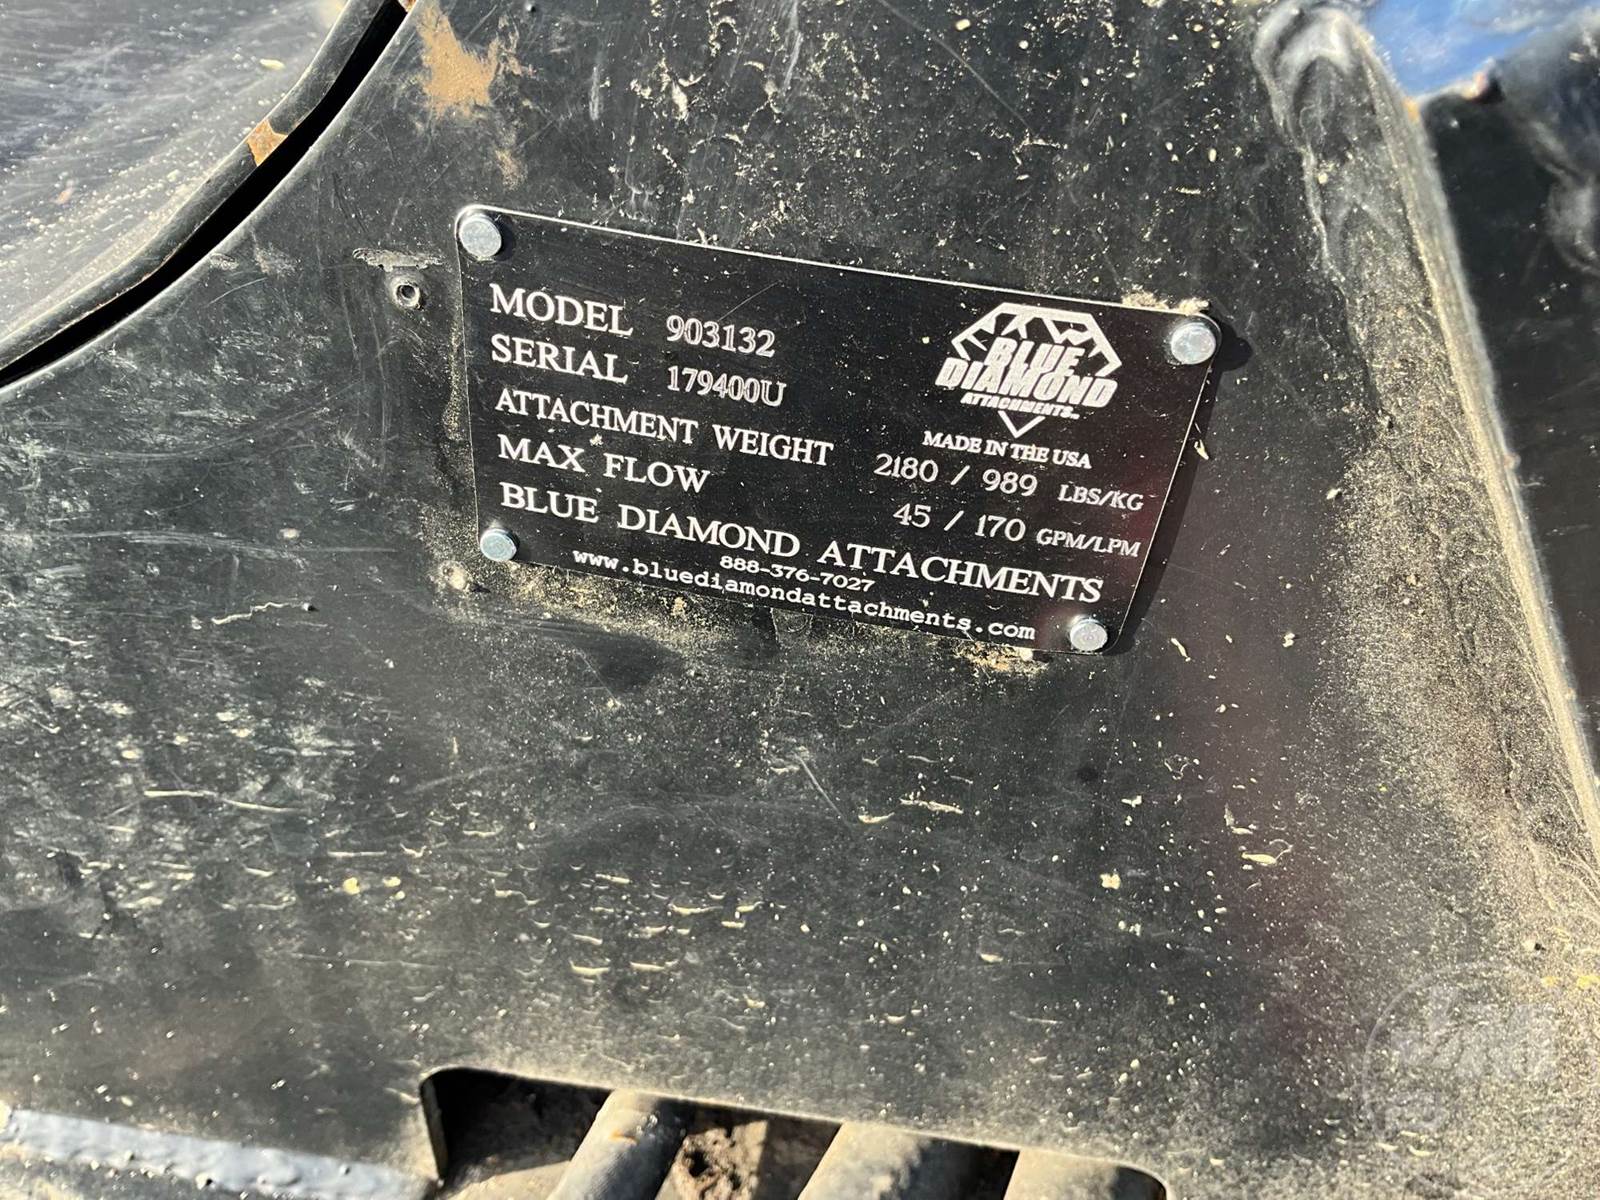 MODEL 903132
SERIAL 179400U
BLUE
DIAMOND
ATTACHMENTS
MADE IN THE USA
ATTACHMENT WEIGHT 2180 / 989 LBS/KG
MAX FLOW 45 / 170 GPM/LPM
BLUE DIAMOND ATTACHMENTS
888-376-7027
www.bluediamondattachments.com